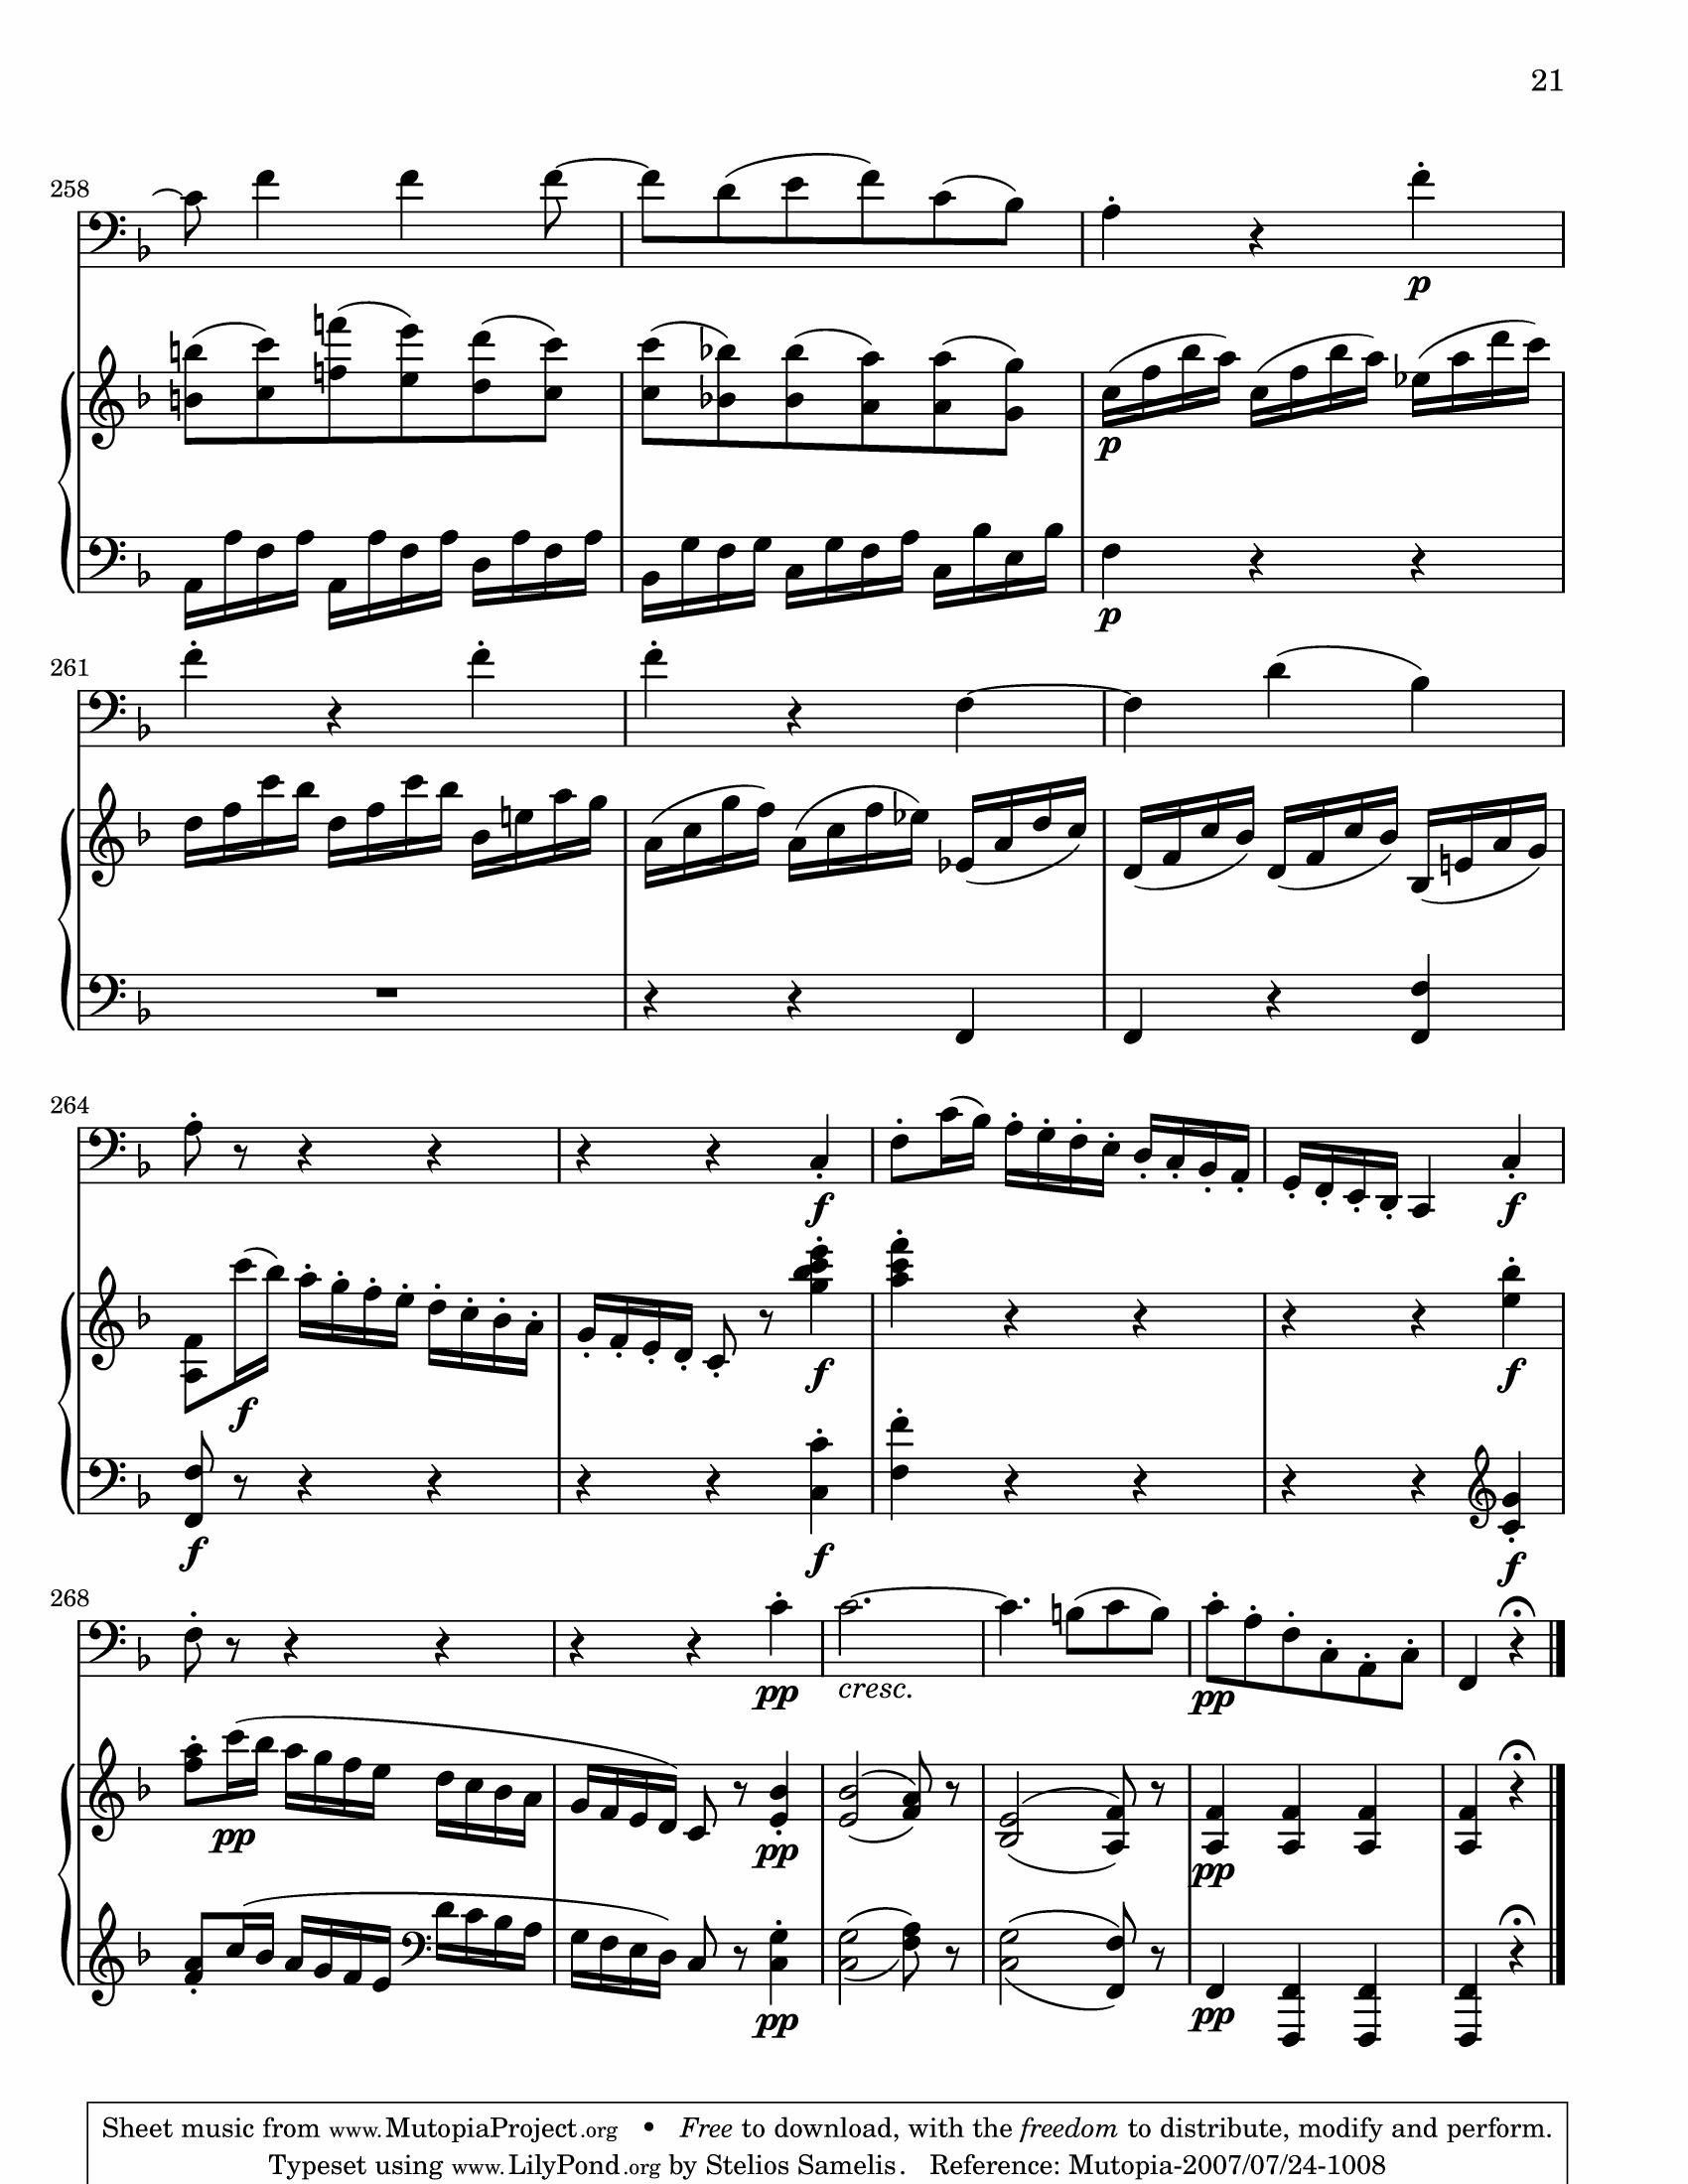 21
258
p
p
p
261
264
f
f
f
f
f
f
f
f
268
pp
cresc.
pp
pp
pp
pp
pp
pp
Sheet music from www.MutopiaProject.org • Free to download, with the freedom to distribute, modify and perform.
Typeset using www.LilyPond.org by Stelios Samelis. Reference: Mutopia-2007/07/24-1008